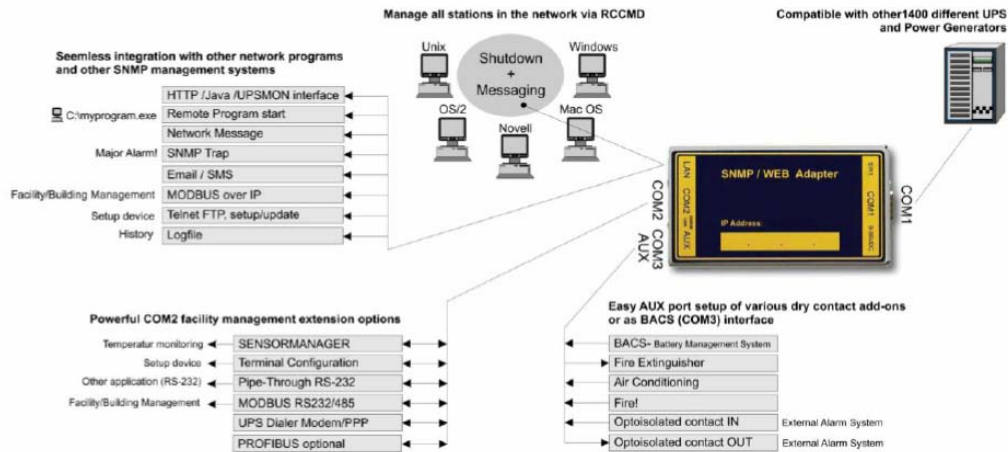 Manage all stations in the network via RCCMD
Compatible with other1400 different UPS
and Power Generators
Unix
Windows
Shutdown
+
Messaging
OS/2
Mac OS
Novell
Seemless integration with other network programs
and other SNMP management systems
HTTP /Java /UPSMON interface
C:\myprogram.exe Remote Program start
Network Message
Major Alarm! SNMP Trap
Email / SMS
Facility/Building Management MODBUS over IP
Setup device Telnet FTP, setup/update
History Logfile
SNMP / WEB Adapter
IP Address:
LAN
COM2
AUX
COM1
COM2
COM3
AUX
COM1
Powerful COM2 facility management extension options
Temperatur monitoring SENSORMANAGER
Setup device Terminal Configuration
Other application (RS-232) Pipe-Through RS-232
Facility/Building Management MODBUS RS232/485
UPS Dialer Modem/PPP
PROFIBUS optional
Easy AUX port setup of various dry contact add-ons
or as BACS (COM3) interface
BACS- Battery Management System
Fire Extinguisher
Air Conditioning
Fire!
Optoisolated contact IN External Alarm System
Optoisolated contact OUT External Alarm System